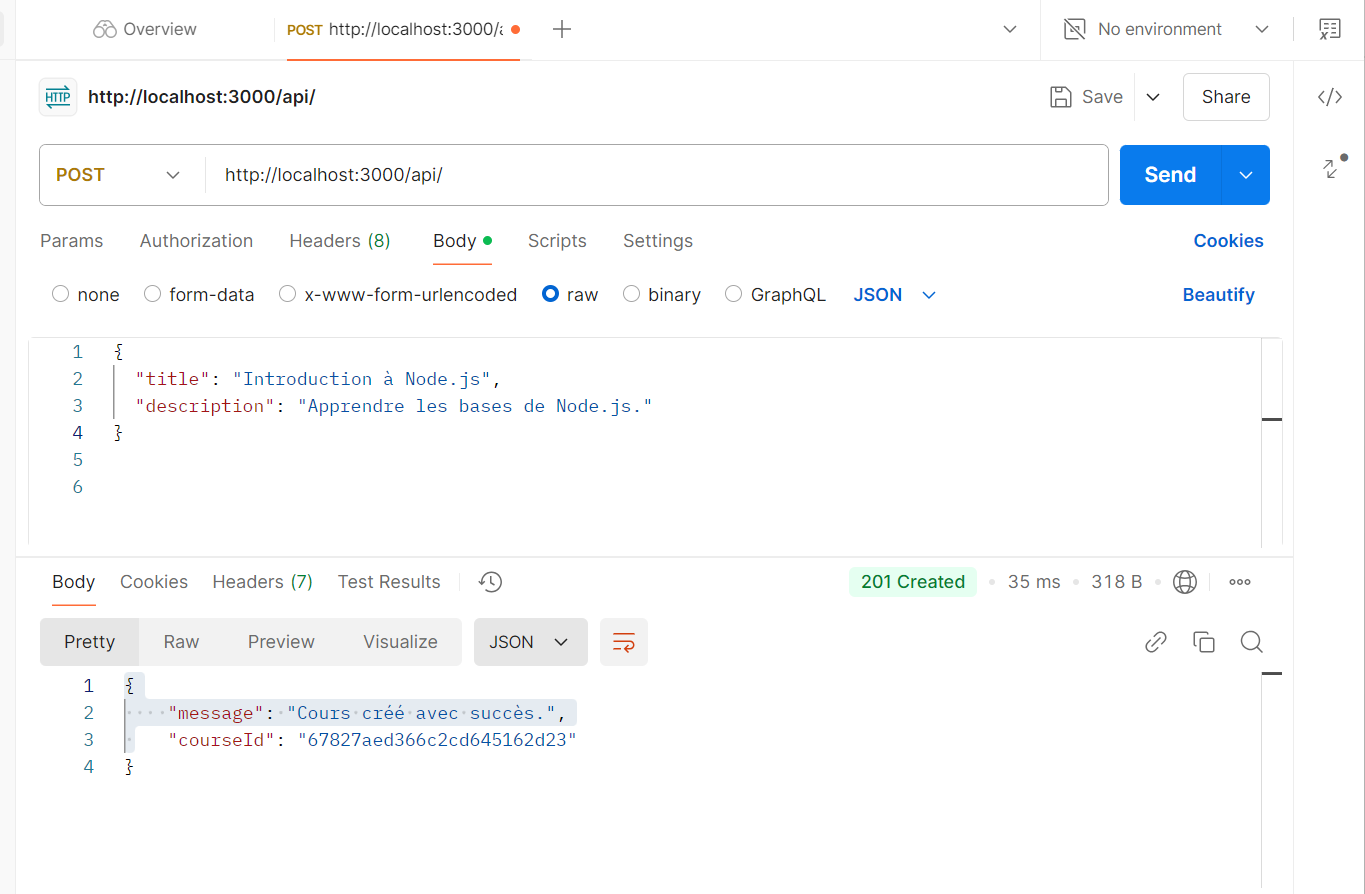 Overview POST http://localhost:3000/a No environment
HTTP http://localhost:3000/api/ Save Share
POST http://localhost:3000/api/ Send
Params Authorization Headers (8) Body Scripts Settings Cookies
none form-data x-www-form-urlencoded raw binary GraphQL JSON Beautify
1 {
2 "title": "Introduction à Node.js",
3 "description": "Apprendre les bases de Node.js."
4 }
5
6
Body Cookies Headers (7) Test Results 201 Created 35 ms 318 B
Pretty Raw Preview Visualize JSON
1 {
2 "message": "Cours créé avec succès.",
3 "courseId": "67827aed366c2cd645162d23"
4 }